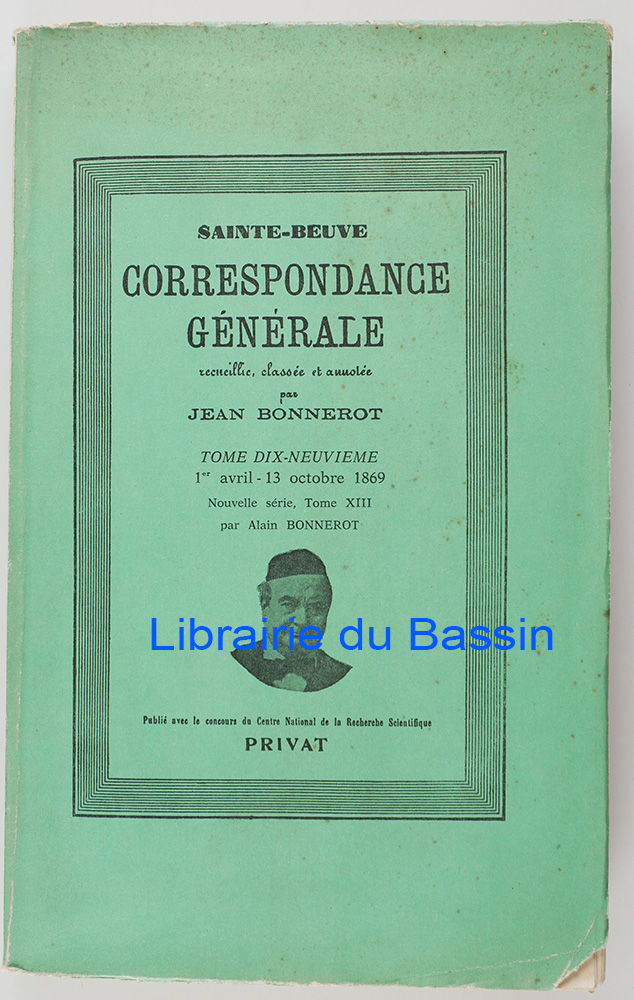 SAINTE-BEUVE
CORRESPONDANCE
GÉNÉRALE
recueillie, classée et annotée
par
JEAN BONNEROT
TOME DIX-NEUVIEME
1er avril - 13 octobre 1869
Nouvelle série, Tome XIII
par Alain BONNEROT
Librairie du Bassin
Publié avec le concours du Centre National de la Recherche Scientifique
PRIVAT